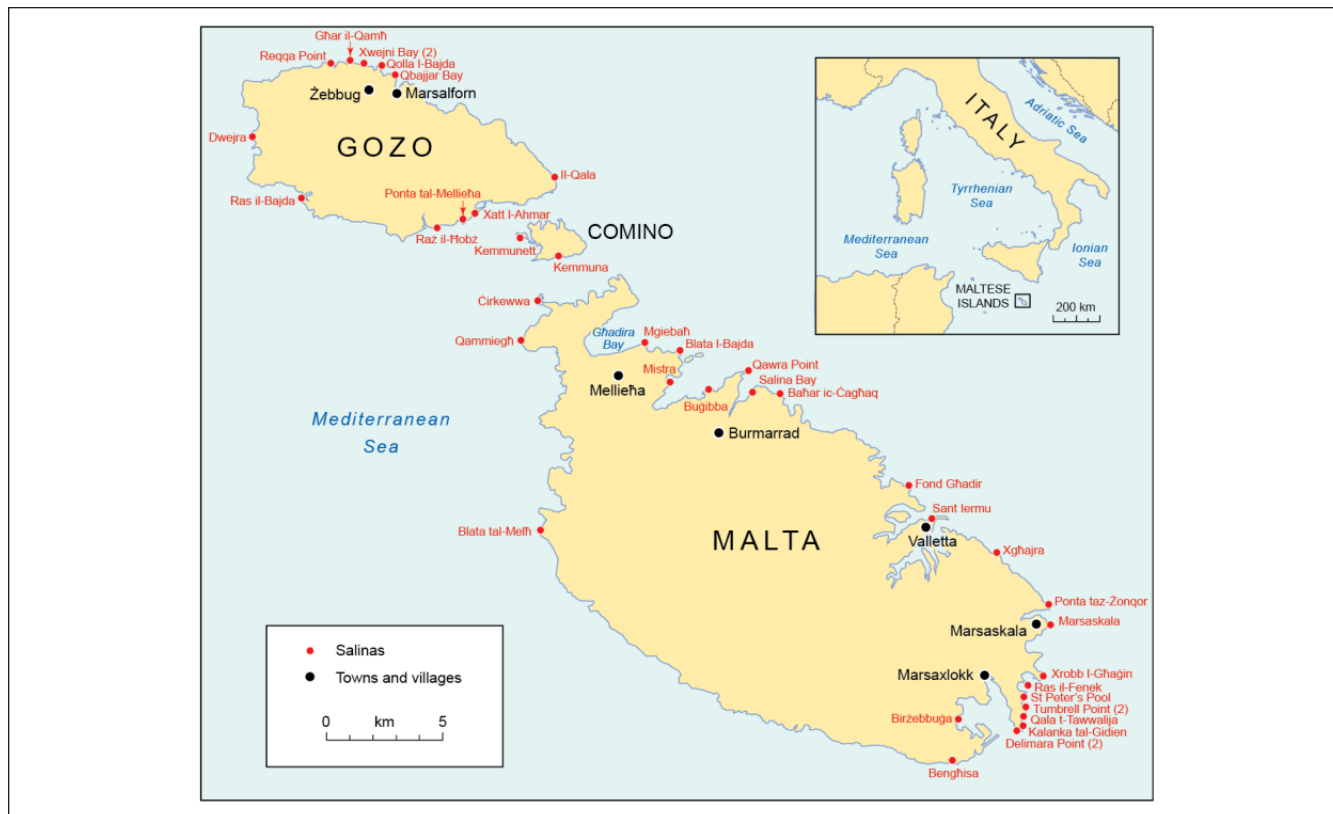 Għar il-Qamħ
Xwejni Bay (2)
Reqqa Point
Qolla l-Bajda
Qbajjar Bay
Żebbug
Marsalforn
Dwejra
GOZO
Il-Qala
Ponta tal-Mellieħa
Ras il-Bajda
Xatt l-Aħmar
Raż il-Ħobż
COMINO
Kemmunett
Kemmuna
Ċirkewwa
Qammiegħ
Għadira
Bay
Mgiebaħ
Blata l-Bajda
Mistra
Mellieħa
Qawra Point
Salina Bay
Baħar ic-Ċagħaq
Buġibba
Burmarrad
Mediterranean
Sea
Fond Għadir
Sant Iermu
Valletta
Blata tal-Melħ
MALTA
Xgħajra
Ponta taz-Żonqor
Marsaskala
Marsaskala
Marsaxlokk
Xrobb l-Għaġin
Ras il-Fenek
St Peter's Pool
Tumbrell Point (2)
Birżebbuġa
Qala t-Tawwalija
Kalanka tal-Gidien
Delimara Point (2)
Bengħisa
Salinas
Towns and villages
0 km 5
ITALY
Adriatic Sea
Tyrrhenian
Sea
Mediterranean
Sea
Ionian
Sea
MALTESE
ISLANDS
200 km